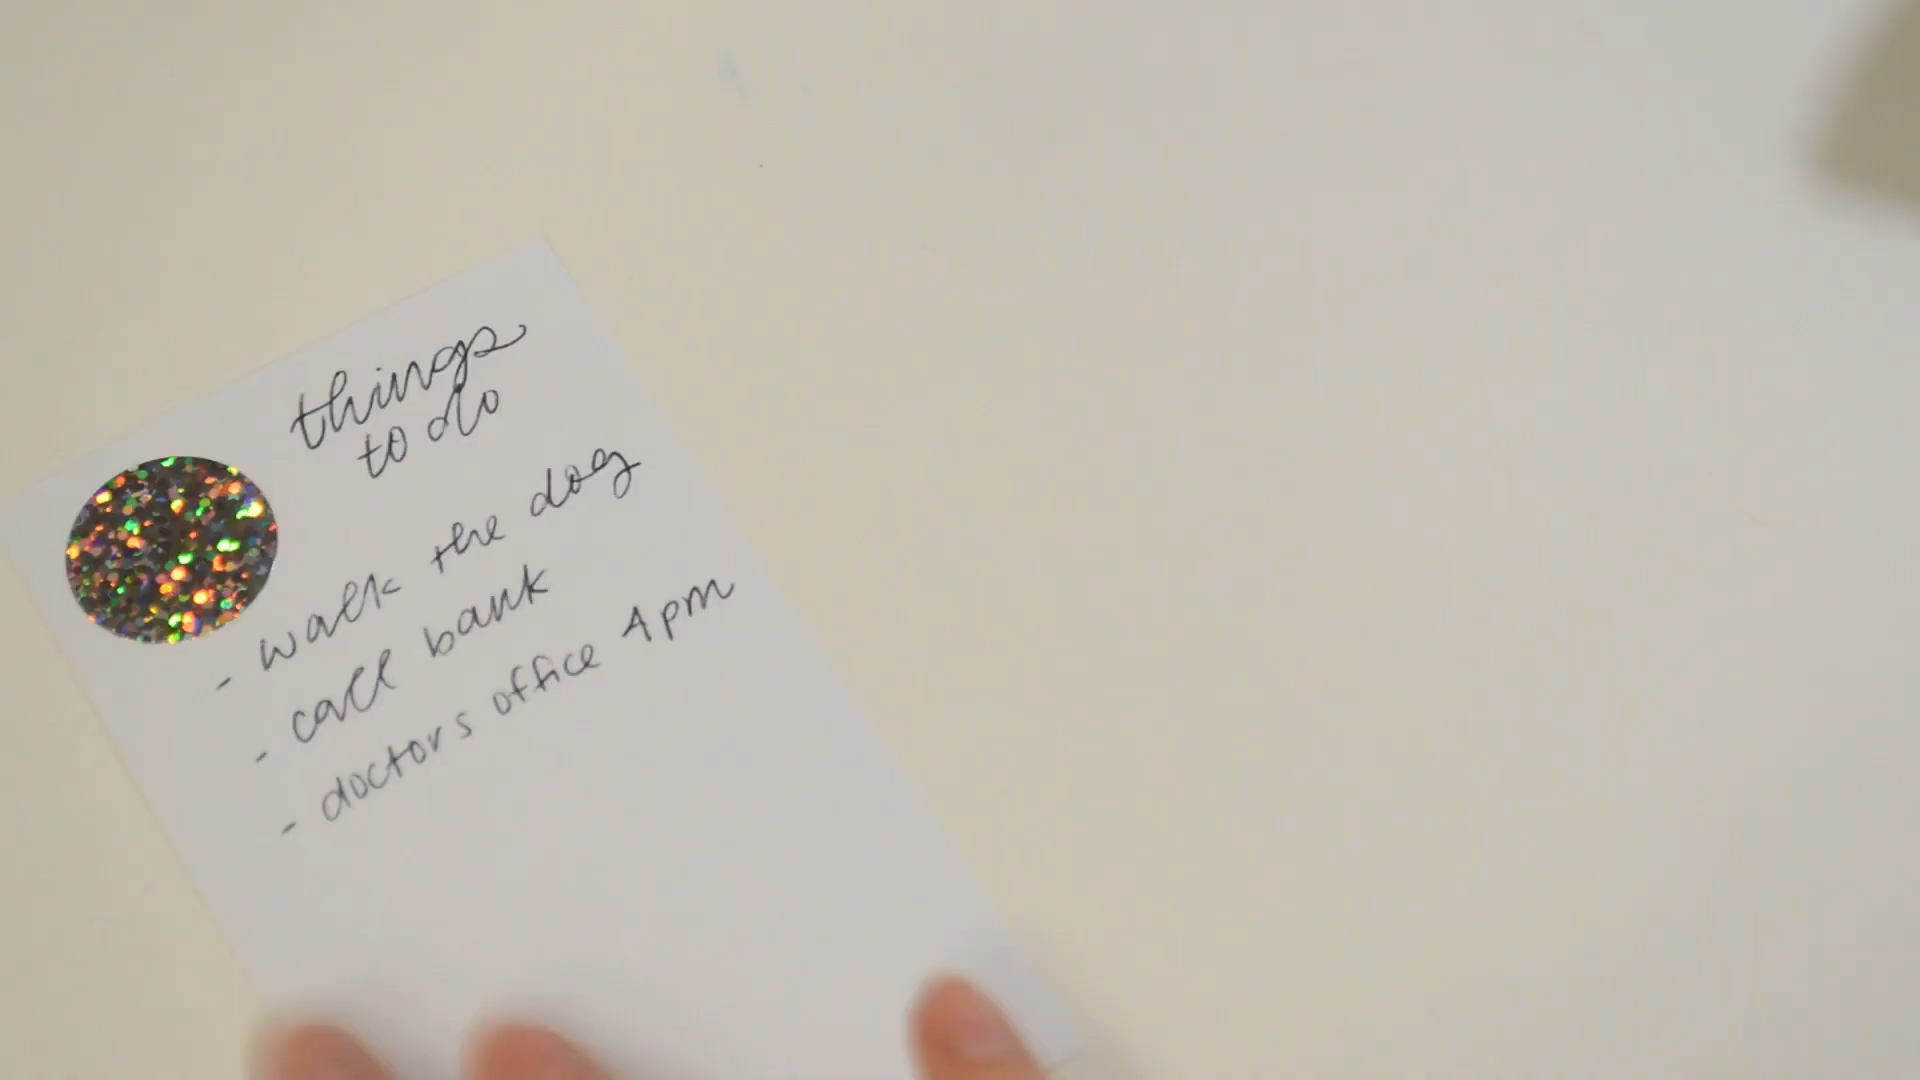 things
to do
- walk the dog
- call bank
- doctors office 4pm